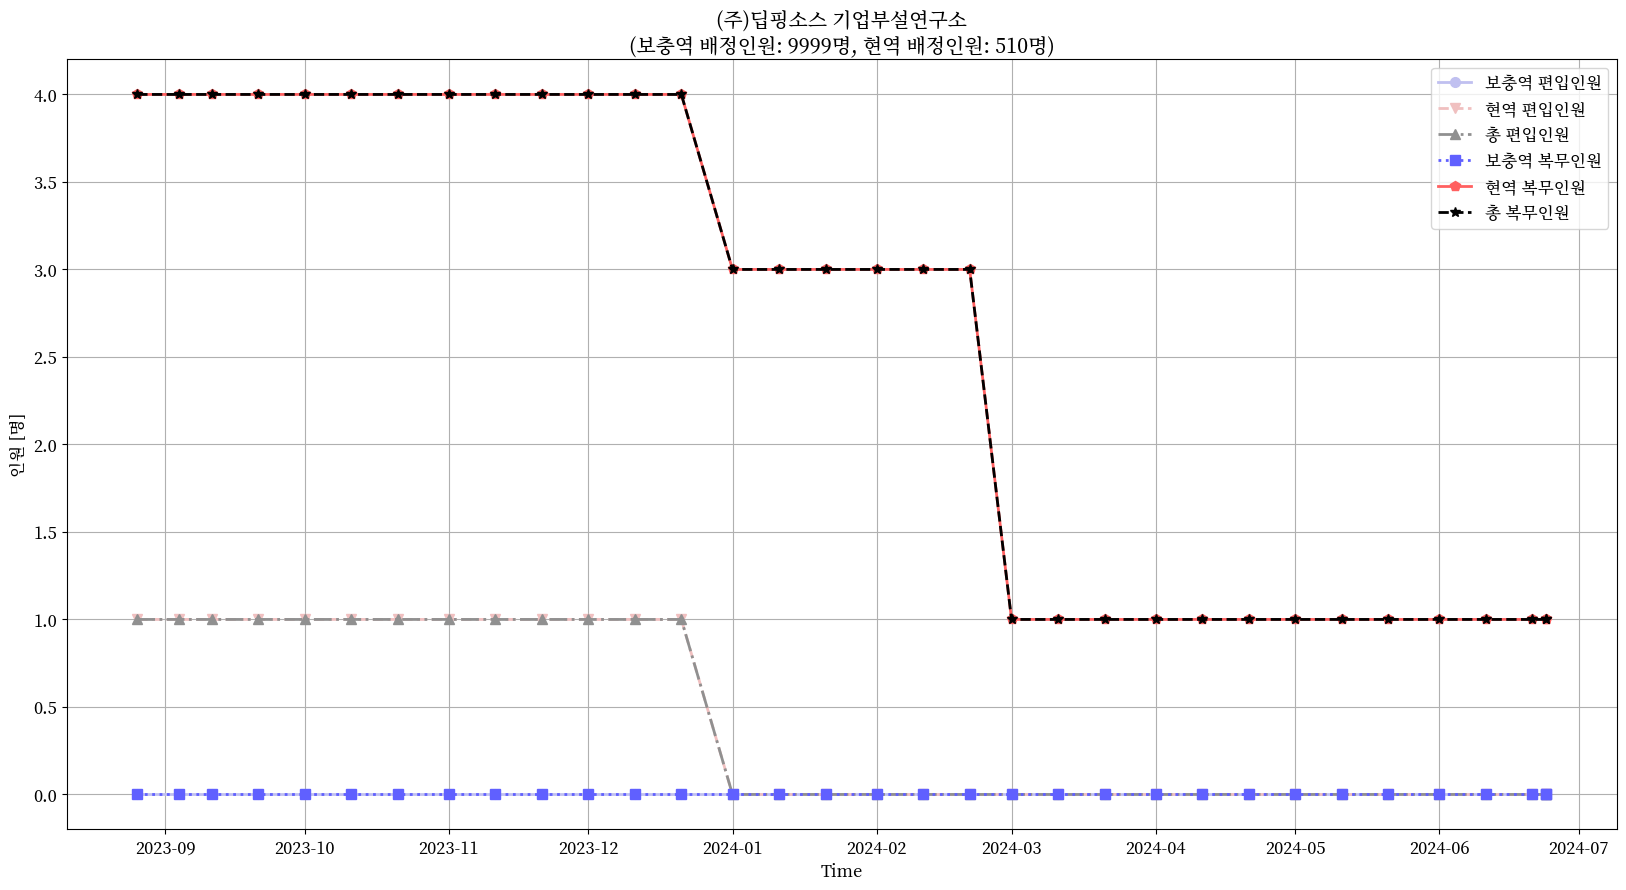 (주)딥핑소스 기업부설연구소
(보충역 배정인원: 9999명, 현역 배정인원: 510명)
보충역 편입인원
현역 편입인원
총 편입인원
보충역 복무인원
현역 복무인원
총 복무인원
4.0
3.5
3.0
2.5
2.0
1.5
1.0
0.5
0.0
인원 [명]
2023-09
2023-10
2023-11
2023-12
2024-01
2024-02
2024-03
2024-04
2024-05
2024-06
2024-07
Time